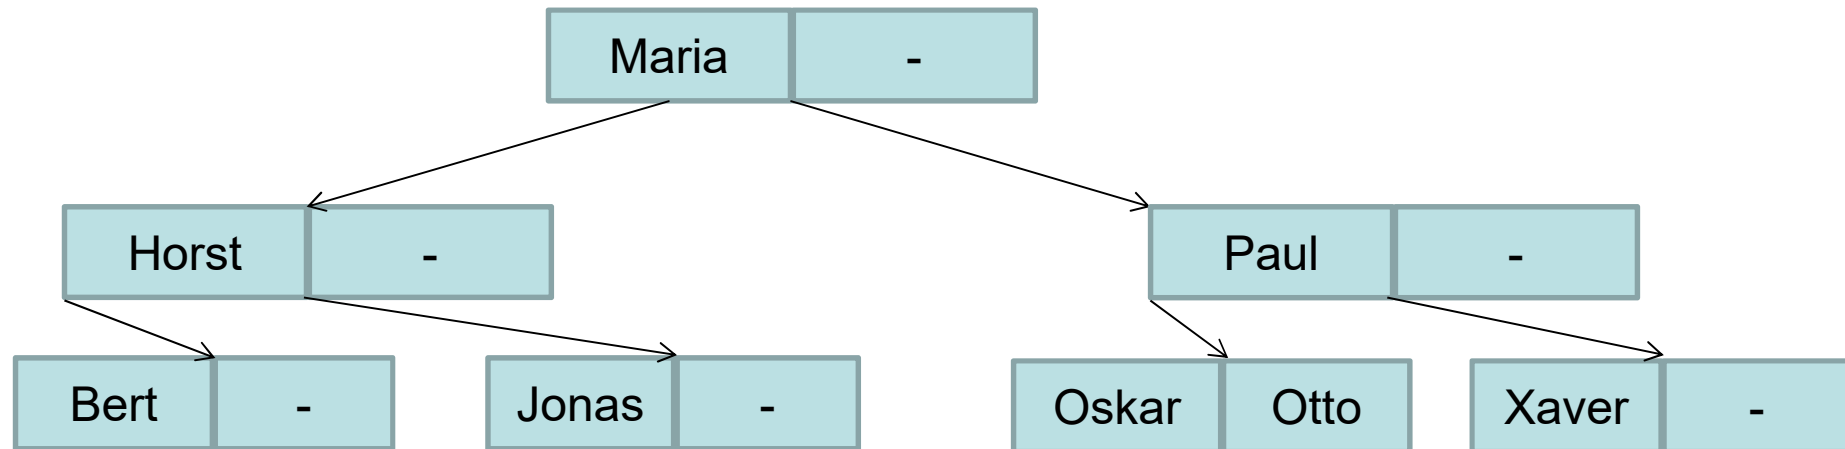 Maria -
Horst - Paul -
Bert - Jonas - Oskar Otto Xaver -